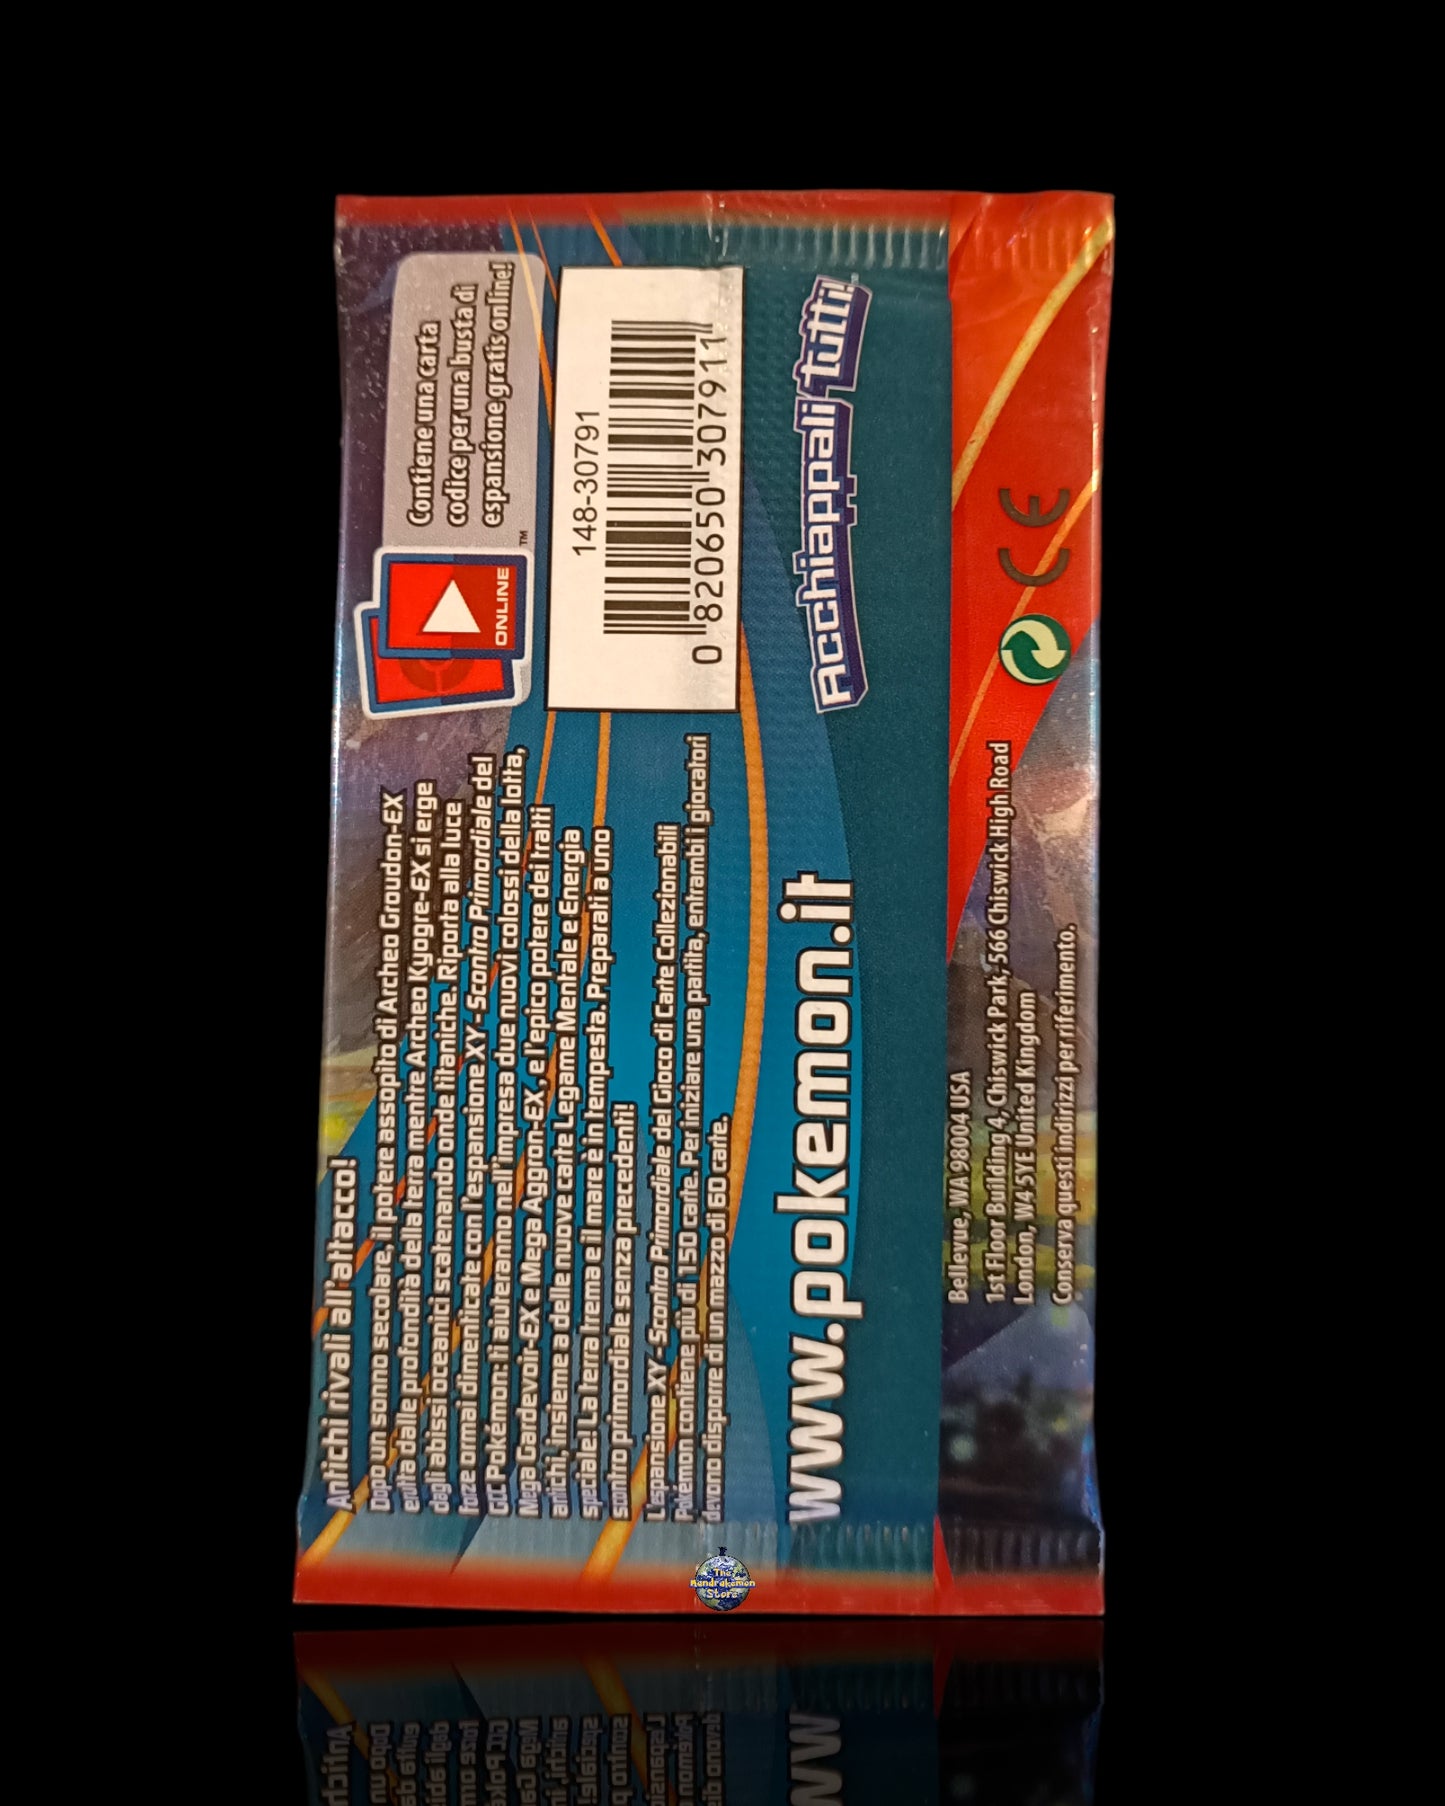 Antichi rivali all'attacco!
Dopo un sonno secolare, il potere assopito di Archeo Groudon-EX
erutta dalle profondità della terra mentre Archeo Kyogre-EX si erge
dagli abissi oceanici scatenando onde titaniche. Riporta alla luce
forze ormai dimenticate con l'espansione XY - Scontro Primordiale del
GCC Pokémon: ti aiuteranno nell'impresa due nuovi colossi della lotta,
Mega Gardevoir-EX e Mega Aggron-EX, e l'epico potere dei tratti
antichi, insieme a delle nuove carte Legame Mentale e Energia
speciale! La terra trema e il mare è in tempesta. Preparati a uno
scontro primordiale senza precedenti!
L'espansione XY - Scontro Primordiale del Gioco di Carte Collezionabili
Pokémon contiene più di 150 carte. Per iniziare una partita, entrambi i giocatori
devono disporre di un mazzo di 60 carte.
www.pokemon.it
ONLINE
TM
Contiene una carta
codice per una busta di
espansione gratis online!
148-30791
0 820650 307911
Acchiappali tutti!
CE
Bellevue, WA 98004 USA
1st Floor Building 4, Chiswick Park, 566 Chiswick High Road
London, W4 5YE United Kingdom
Conserva questi indirizzi per riferimento.
The
Mandrakemon
Store